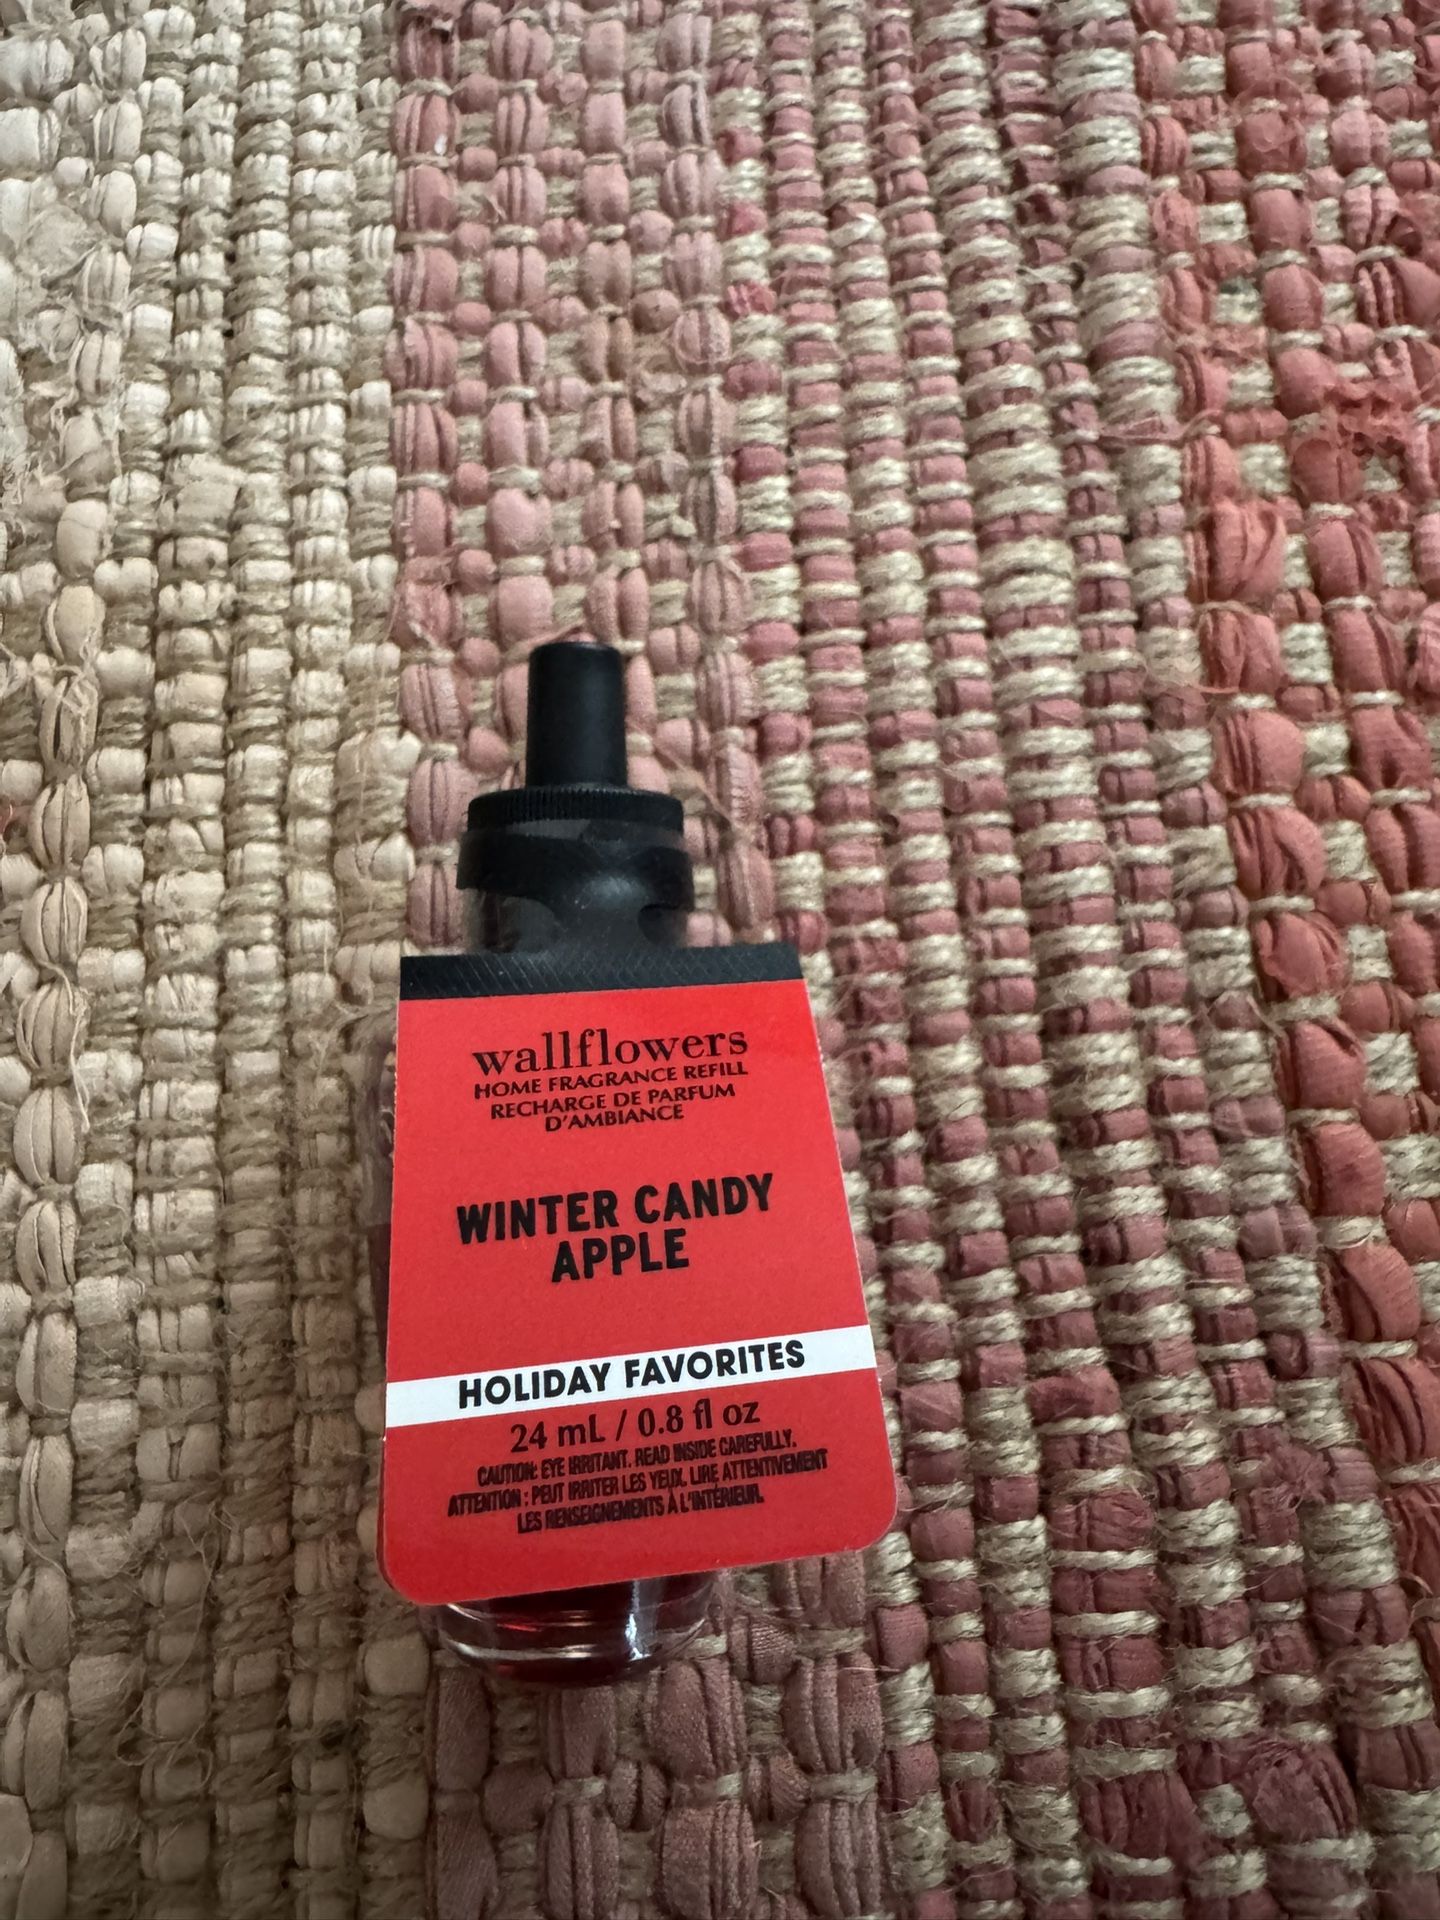 wallflowers
HOME FRAGRANCE REFILL
RECHARGE DE PARFUM
D'AMBIANCE
WINTER CANDY
APPLE
HOLIDAY FAVORITES
24 mL / 0.8 fl oz
CAUTION: EYE IRRITANT. READ INSIDE CAREFULLY.
ATTENTION : PEUT IRRITER LES YEUX. LIRE ATTENTIVEMENT
LES RENSEIGNEMENTS À L'INTÉRIEUR.